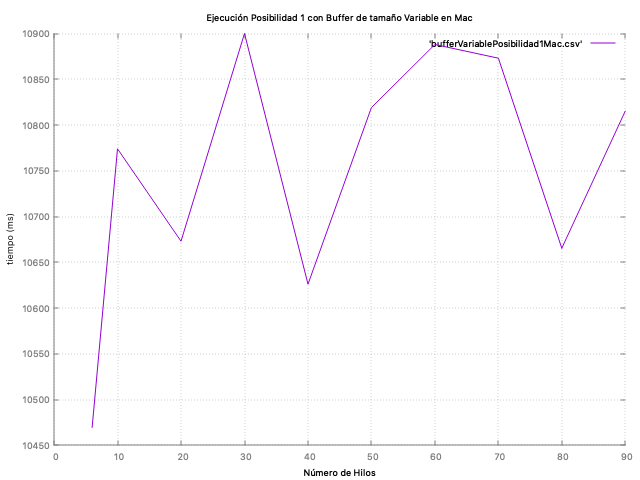 Ejecución Posibilidad 1 con Buffer de tamaño Variable en Mac
'bufferVariablePosibilidad1Mac.csv'
tiempo (ms)
10900
10850
10800
10750
10700
10650
10600
10550
10500
10450
0 10 20 30 40 50 60 70 80 90
Número de Hilos